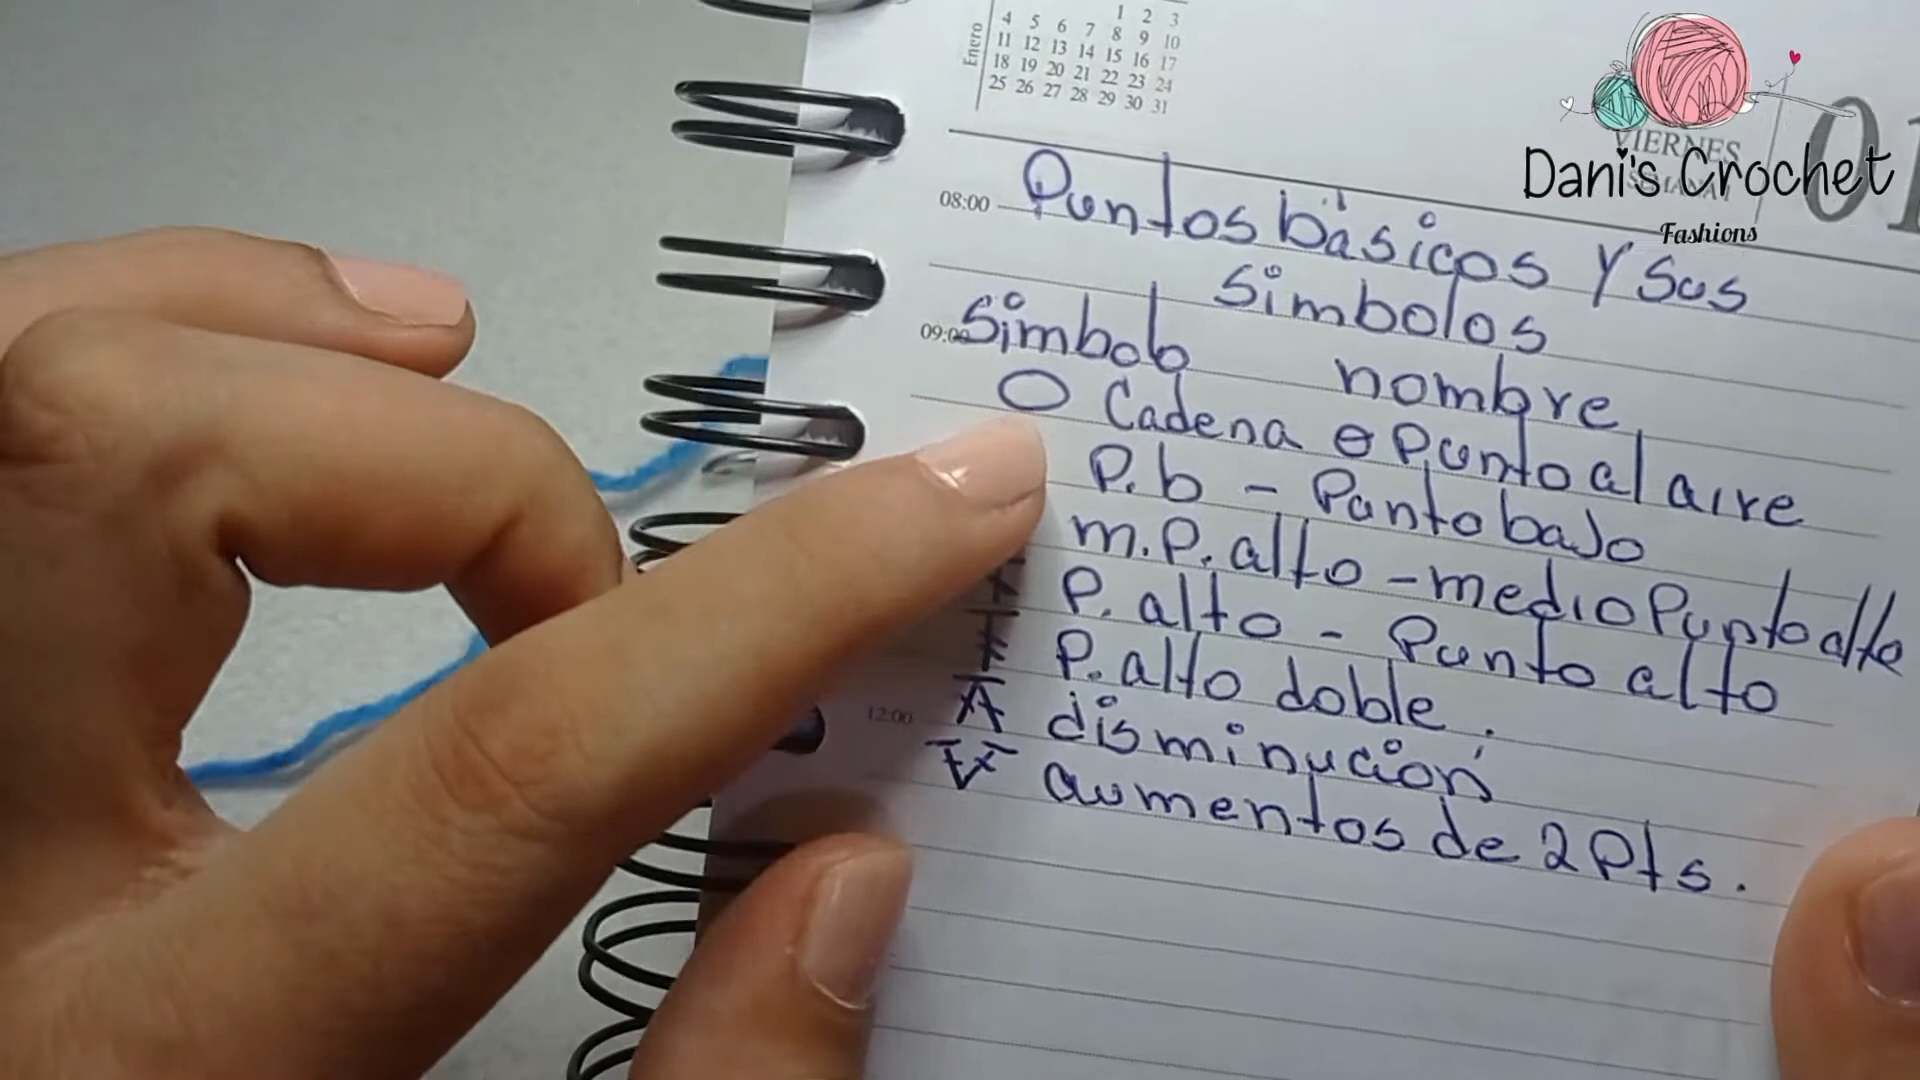 Enero
1 2 3
4 5 6 7 8 9 10
11 12 13 14 15 16 17
18 19 20 21 22 23 24
25 26 27 28 29 30 31
VIERNES
SEMANA 1
01
Dani's Crochet
Fashions
08:00
Puntos básicos Y sus
Simbolos
09:00
Simbolo nombre
O Cadena o Punto al aire
P.b - Punto bajo
m.P.alto - medio Punto alto
P. alto - Punto alto
P. alto doble.
12:00
disminución
aumentos de 2 Pts.